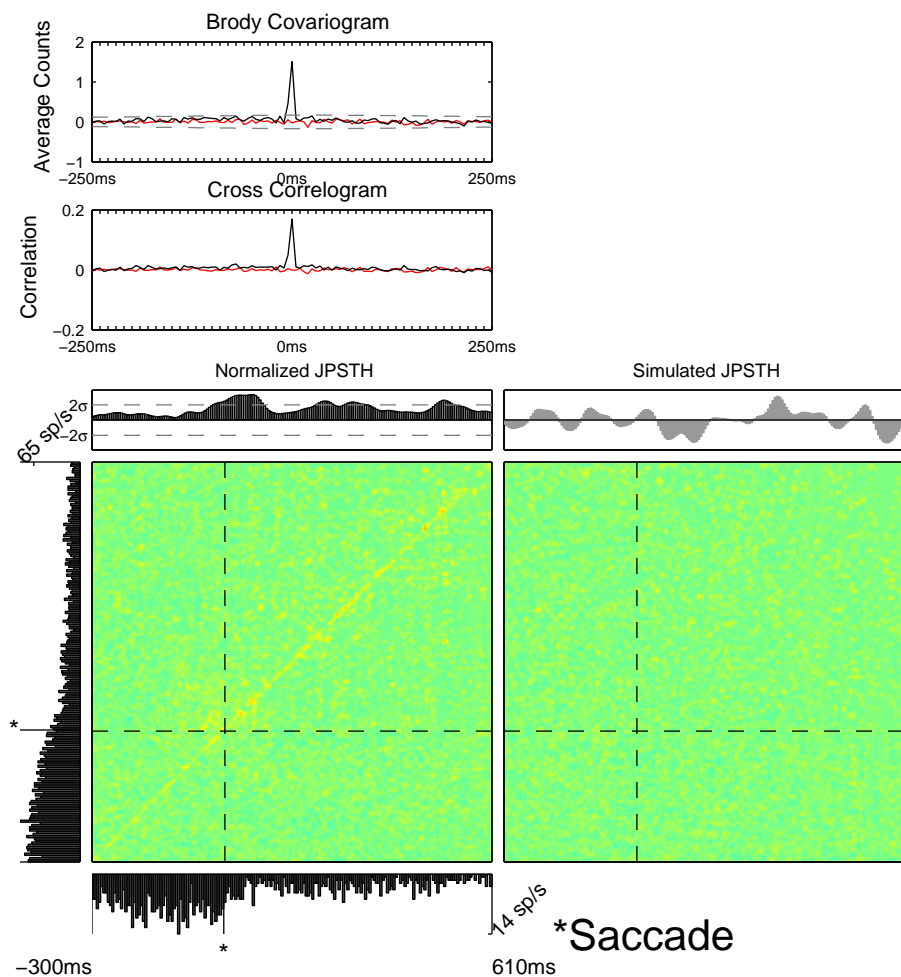 Brody Covariogram
2
1
0
−1
Average Counts
−250ms
0ms
250ms
Cross Correlogram
0.2
0
−0.2
Correlation
−250ms
0ms
250ms
Normalized JPSTH
Simulated JPSTH
2σ
−2σ
65 sp/s
*
*
14 sp/s
*Saccade
−300ms
610ms